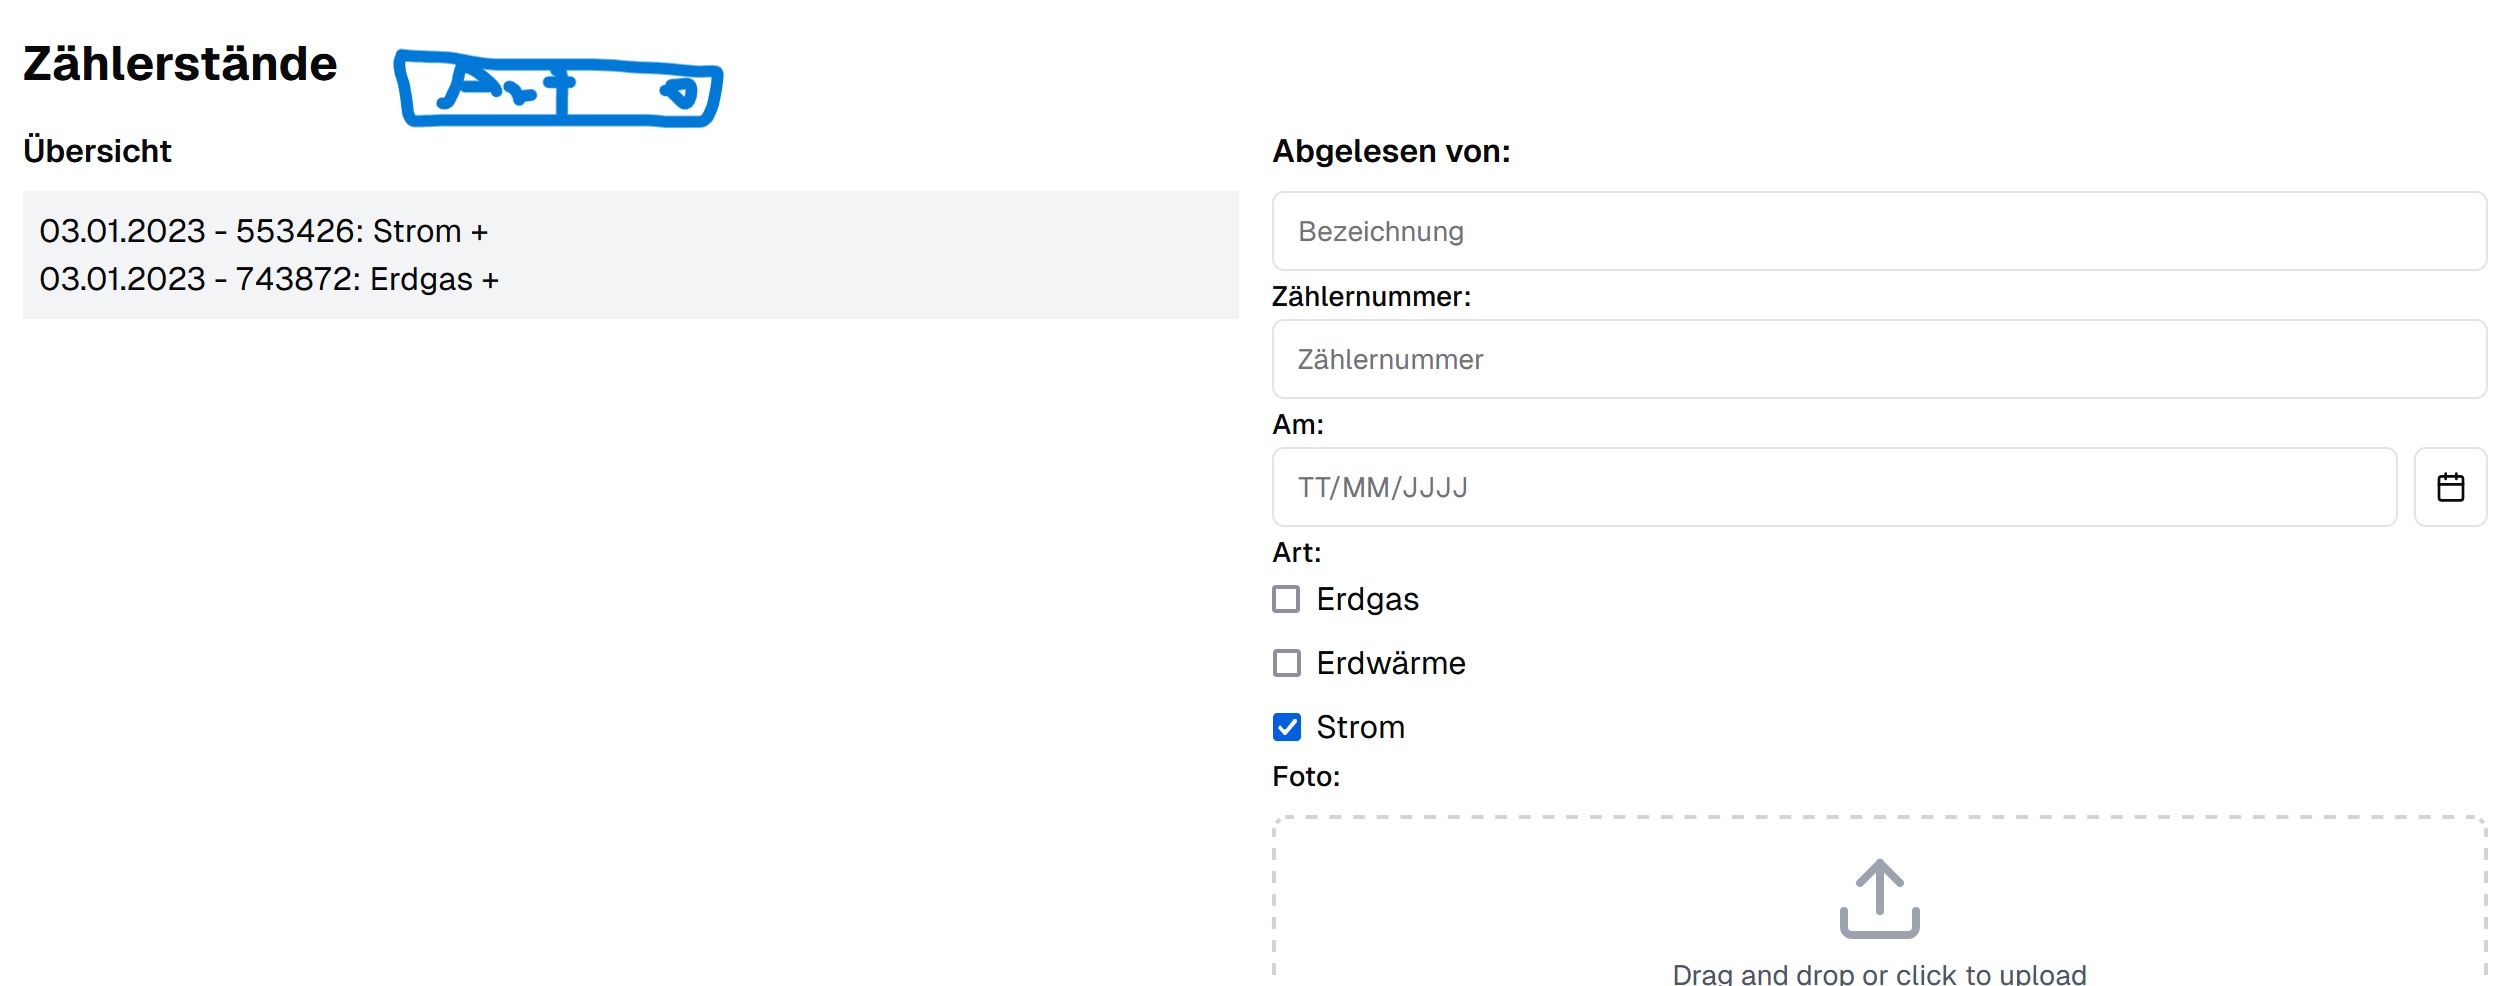 Zählerstände
Art
Übersicht
03.01.2023 - 553426: Strom +
03.01.2023 - 743872: Erdgas +
Abgelesen von:
Bezeichnung
Zählernummer:
Zählernummer
Am:
TT/MM/JJJJ
Art:
Erdgas
Erdwärme
Strom
Foto:
Drag and drop or click to upload